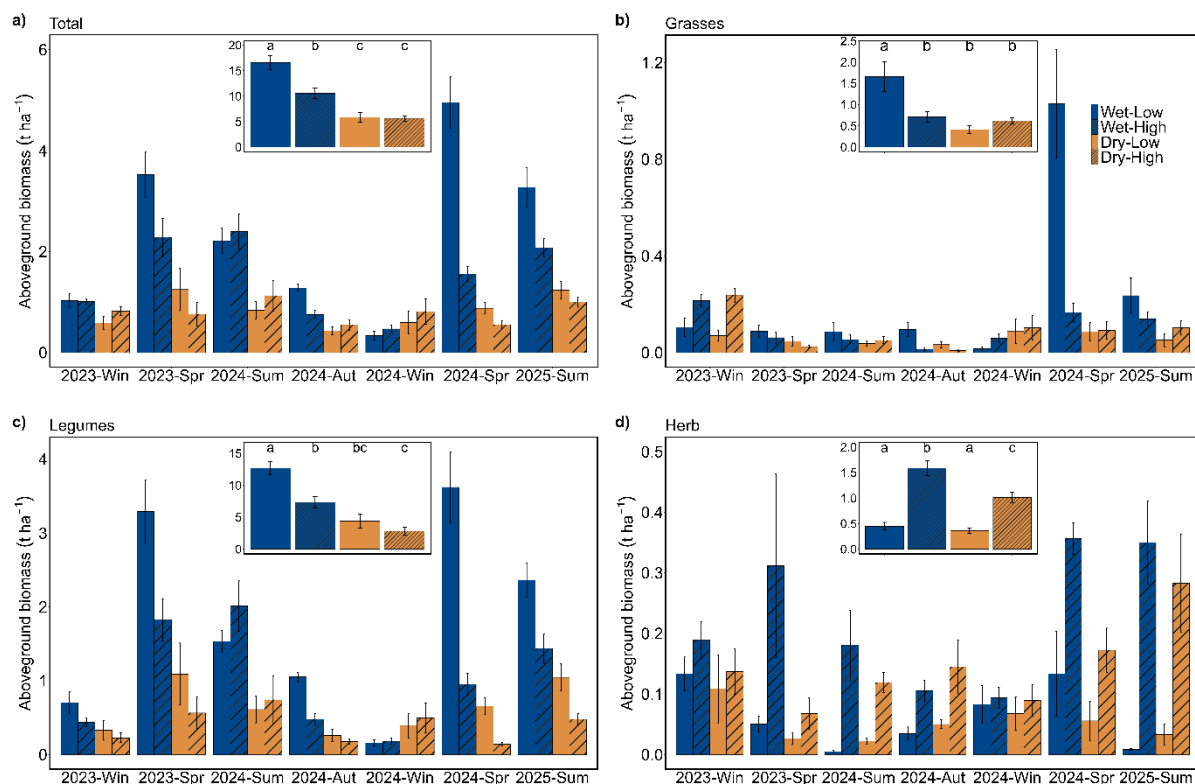 a) Total
Aboveground biomass (t ha⁻¹)
6
4
2
0
20
15
10
5
0
a b c c
2023-Win 2023-Spr 2024-Sum 2024-Aut 2024-Win 2024-Spr 2025-Sum
b) Grasses
Aboveground biomass (t ha⁻¹)
1.2
0.8
0.4
0.0
2.5
2.0
1.5
1.0
0.5
0.0
a b b b
Wet-Low
Wet-High
Dry-Low
Dry-High
2023-Win 2023-Spr 2024-Sum 2024-Aut 2024-Win 2024-Spr 2025-Sum
c) Legumes
Aboveground biomass (t ha⁻¹)
4
3
2
1
0
15
10
5
0
a b bc c
2023-Win 2023-Spr 2024-Sum 2024-Aut 2024-Win 2024-Spr 2025-Sum
d) Herb
Aboveground biomass (t ha⁻¹)
0.5
0.4
0.3
0.2
0.1
0.0
2.0
1.5
1.0
0.5
0.0
a b a c
2023-Win 2023-Spr 2024-Sum 2024-Aut 2024-Win 2024-Spr 2025-Sum